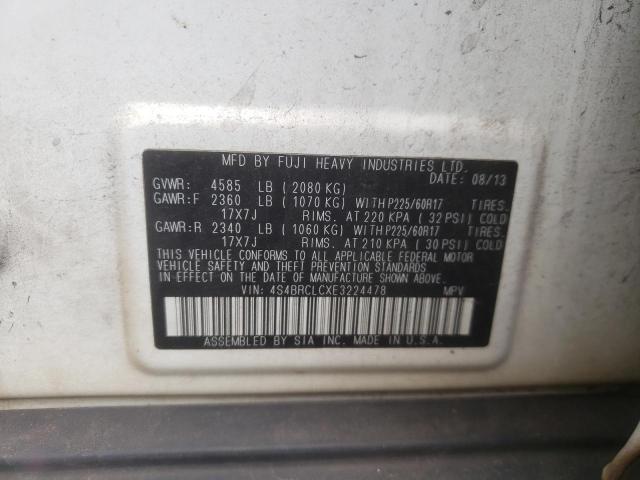 MFD BY FUJI HEAVY INDUSTRIES LTD.
DATE: 08/13
GVWR: 4585 LB ( 2080 KG)
GAWR:F 2360 LB ( 1070 KG) WITH P225/60R17 TIRES.
17X7J RIMS. AT 220 KPA ( 32 PSI) COLD
GAWR:R 2340 LB ( 1060 KG) WITH P225/60R17 TIRES.
17X7J RIMS. AT 210 KPA ( 30 PSI) COLD
THIS VEHICLE CONFORMS TO ALL APPLICABLE FEDERAL MOTOR
VEHICLE SAFETY AND THEFT PREVENTION STANDARDS
IN EFFECT ON THE DATE OF MANUFACTURE SHOWN ABOVE.
VIN: 4S4BRCLCXE3224478 MPV
ASSEMBLED BY SIA INC. MADE IN U.S.A.